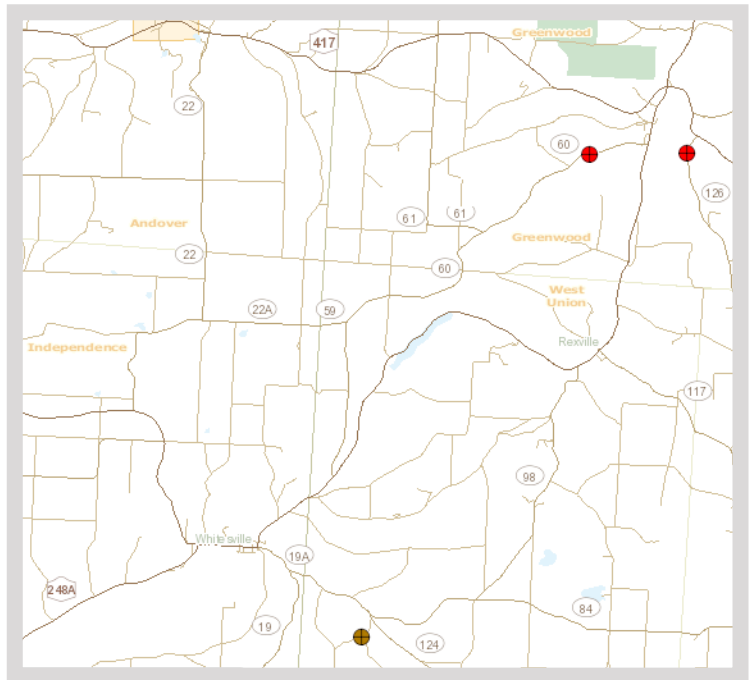 Greenwood
417
22
60
126
61
61
Andover
Greenwood
22
60
West
Union
22A
59
Rexville
Independence
117
98
Whitesville
19A
248A
84
19
124